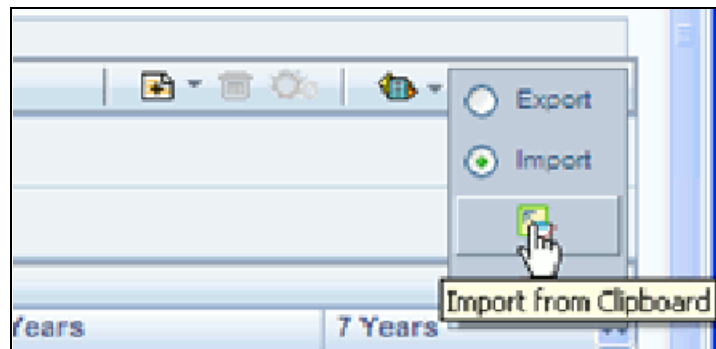 Export
Import
Import from Clipboard
Years
7 Years